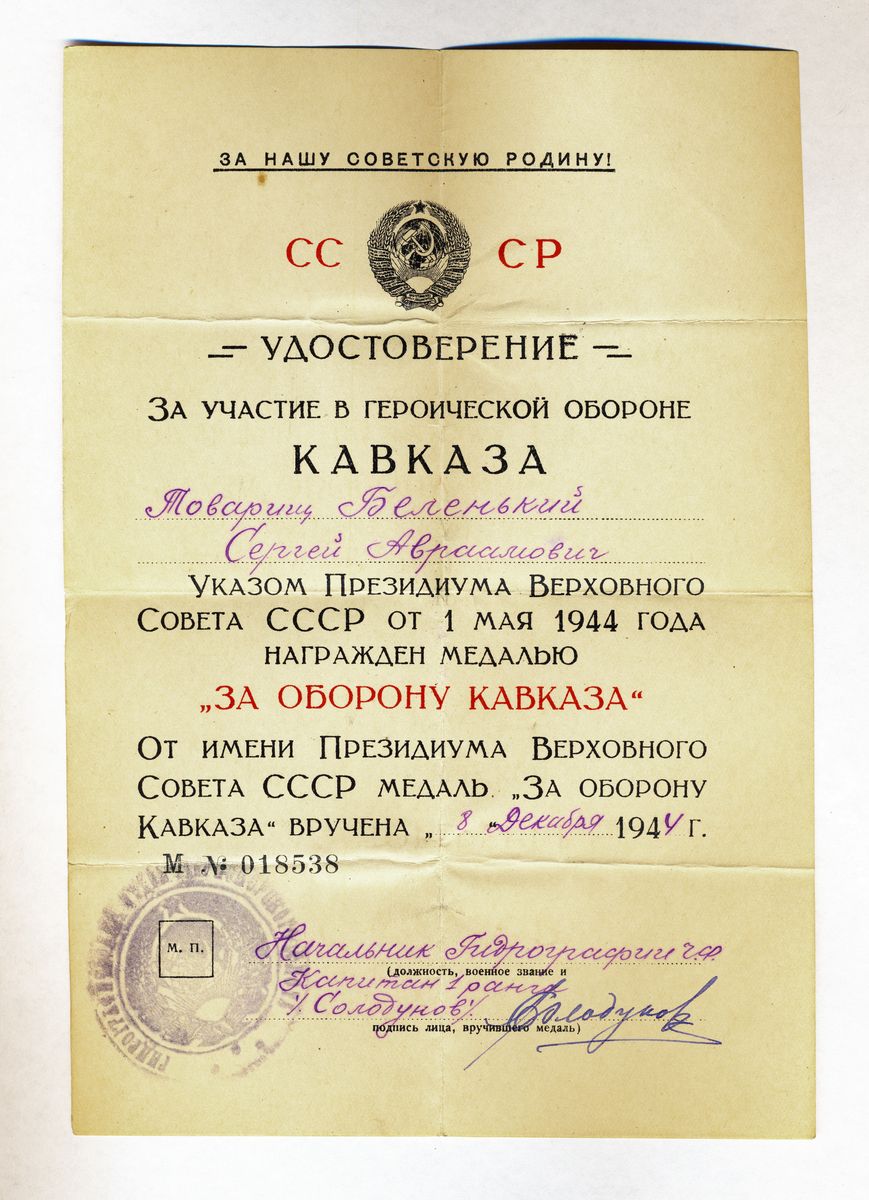 ЗА НАШУ СОВЕТСКУЮ РОДИНУ!
СС СР
УДОСТОВЕРЕНИЕ
ЗА УЧАСТИЕ В ГЕРОИЧЕСКОЙ ОБОРОНЕ
КАВКАЗА
Товарищ Беленький
Сергей Авраамович
УКАЗОМ ПРЕЗИДИУМА ВЕРХОВНОГО
СОВЕТА СССР ОТ 1 МАЯ 1944 ГОДА
НАГРАЖДЕН МЕДАЛЬЮ
„ЗА ОБОРОНУ КАВКАЗА“
ОТ ИМЕНИ ПРЕЗИДИУМА ВЕРХОВНОГО
СОВЕТА СССР МЕДАЛЬ „ЗА ОБОРОНУ
КАВКАЗА“ ВРУЧЕНА „ 8 “ Декабря 1944 г.
М № 018538
М. П.
Начальник Гидрографии ЧФ
(должность, военное звание и
Капитан 1 ранга
/Солодунов/ Солодунов
подпись лица, вручившего медаль)